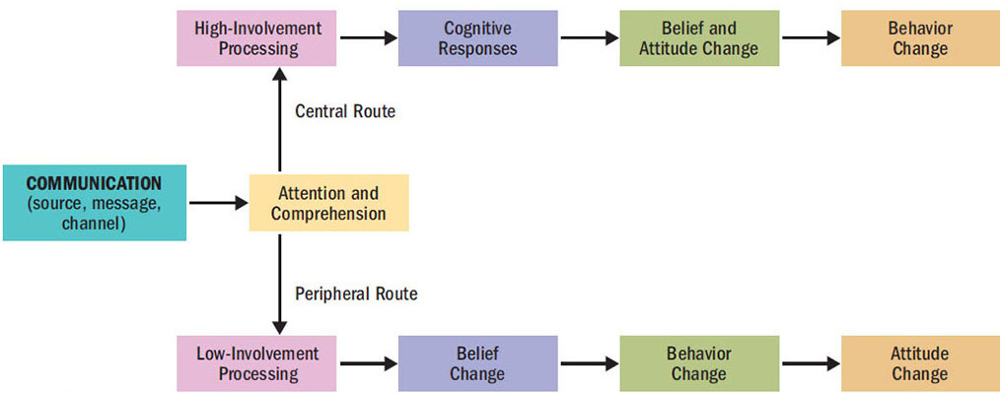 High-Involvement
Processing
Cognitive
Responses
Belief and
Attitude Change
Behavior
Change
Central Route
COMMUNICATION
(source, message,
channel)
Attention and
Comprehension
Peripheral Route
Low-Involvement
Processing
Belief
Change
Behavior
Change
Attitude
Change